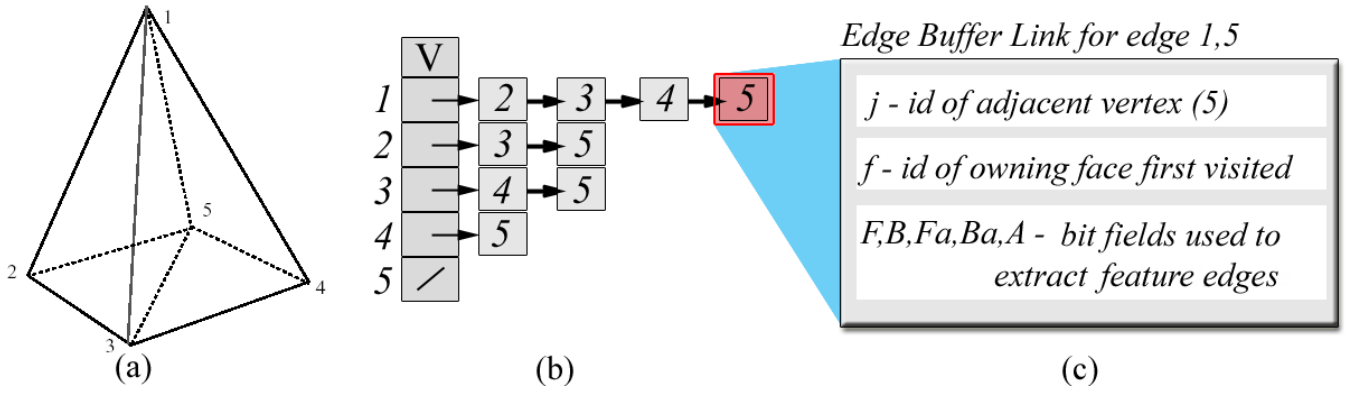 1
5
2
4
3
(a)
V
1 2 3 4 5
2 3 5
3 4 5
4 5
5
(b)
Edge Buffer Link for edge 1,5
j - id of adjacent vertex (5)
f - id of owning face first visited
F,B,Fa,Ba,A - bit fields used to
extract feature edges
(c)